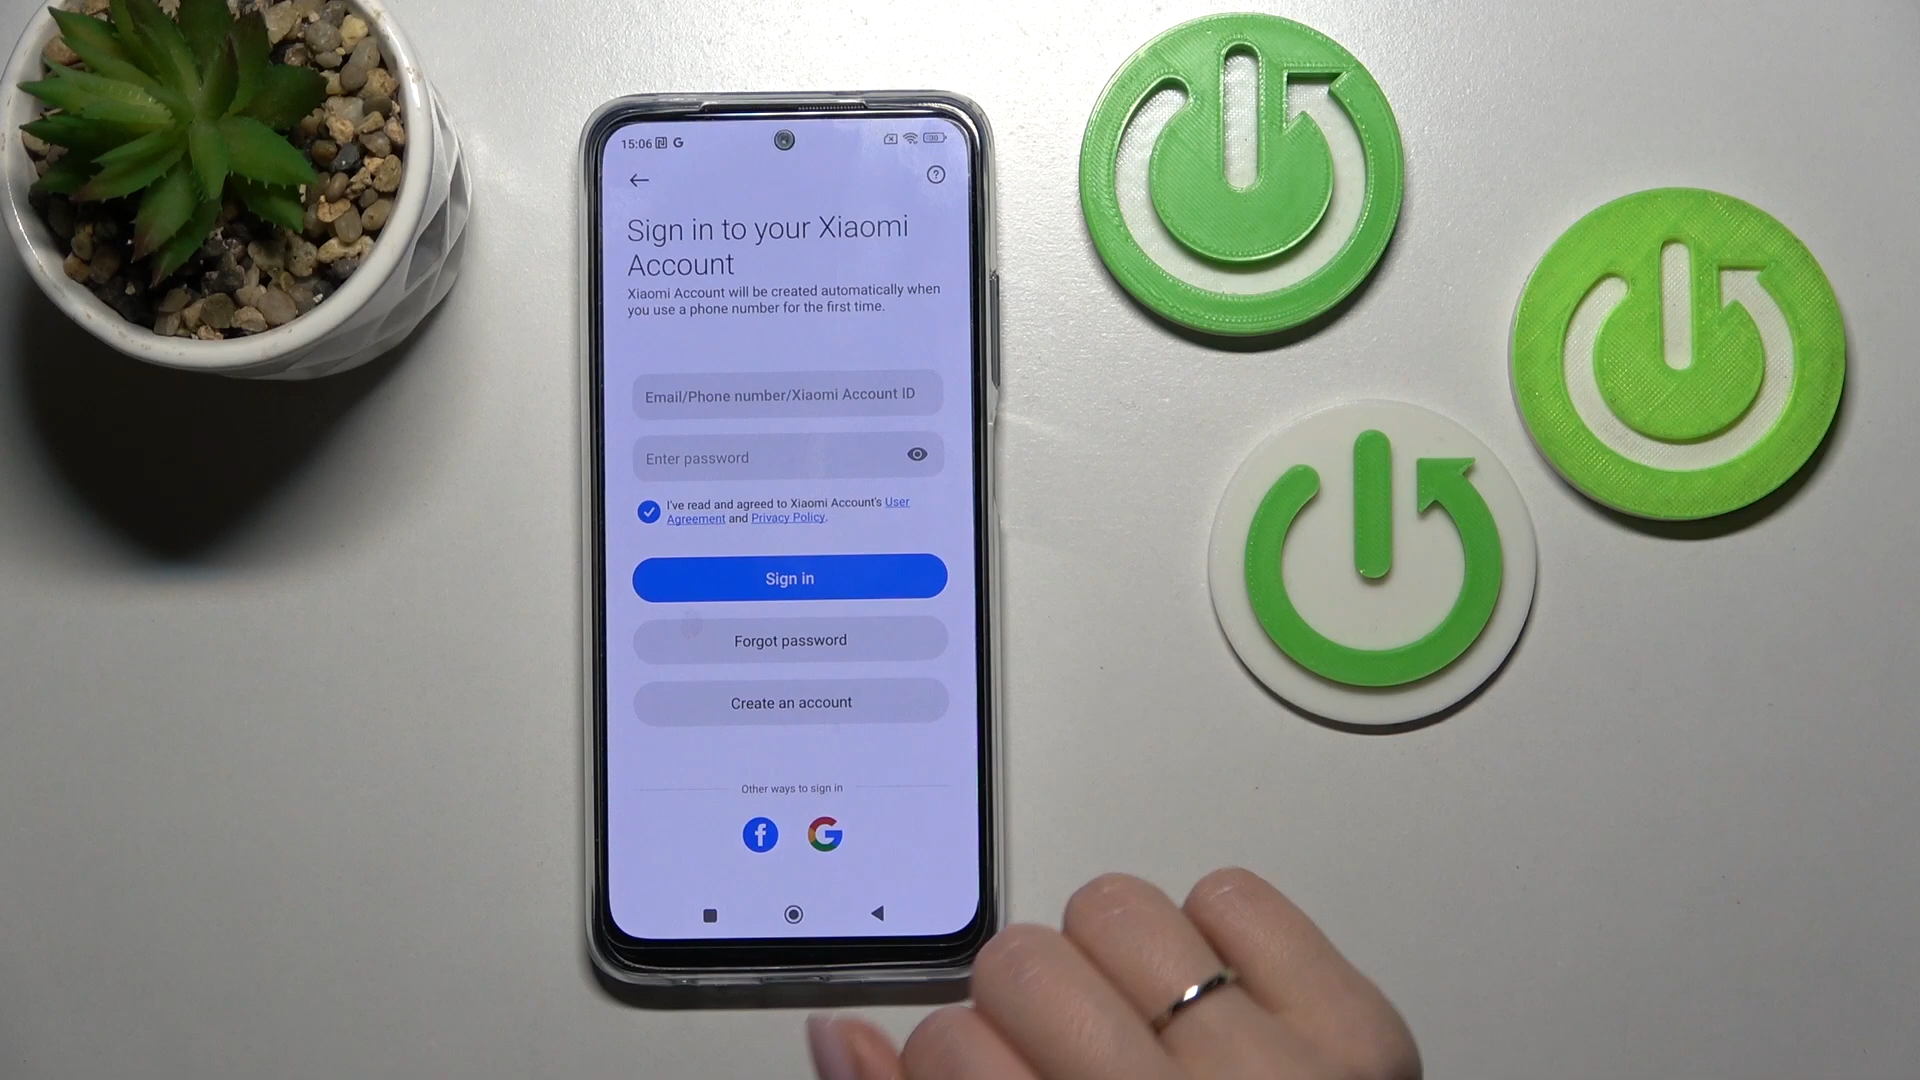 15:06
30
Sign in to your Xiaomi
Account
Xiaomi Account will be created automatically when
you use a phone number for the first time.
Email/Phone number/Xiaomi Account ID
Enter password
I've read and agreed to Xiaomi Account's User
Agreement and Privacy Policy.
Sign in
Forgot password
Create an account
Other ways to sign in